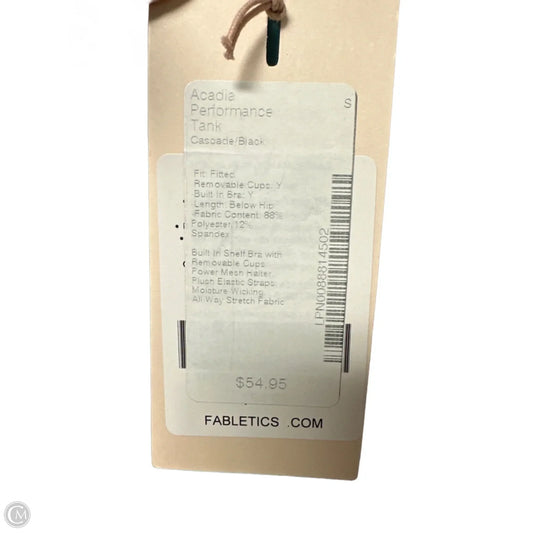 Acadia
Performance
Tank
S
Cascade/Black
Fit: Fitted
Removable Cups: Y
Built In Bra: Y
Length: Below Hip
Fabric Content: 88%
Polyester, 12%
Spandex
Built In Shelf Bra with
Removable Cups
Power Mesh Halter
Plush Elastic Straps
Moisture Wicking
All Way Stretch Fabric
LPN0088814502
$54.95
FABLETICS .COM
CM